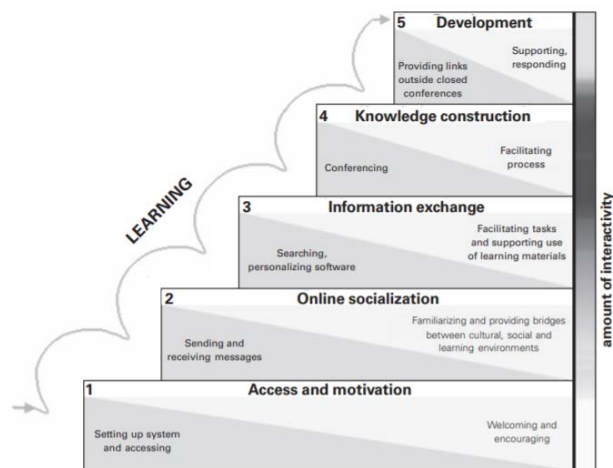 5 Development
Supporting,
responding
Providing links
outside closed
conferences
4 Knowledge construction
Facilitating
process
Conferencing
3 Information exchange
Facilitating tasks
and supporting use
of learning materials
Searching,
personalizing software
2 Online socialization
Familiarizing and providing bridges
between cultural, social and
learning environments
Sending and
receiving messages
1 Access and motivation
Welcoming and
encouraging
Setting up system
and accessing
LEARNING
amount of interactivity